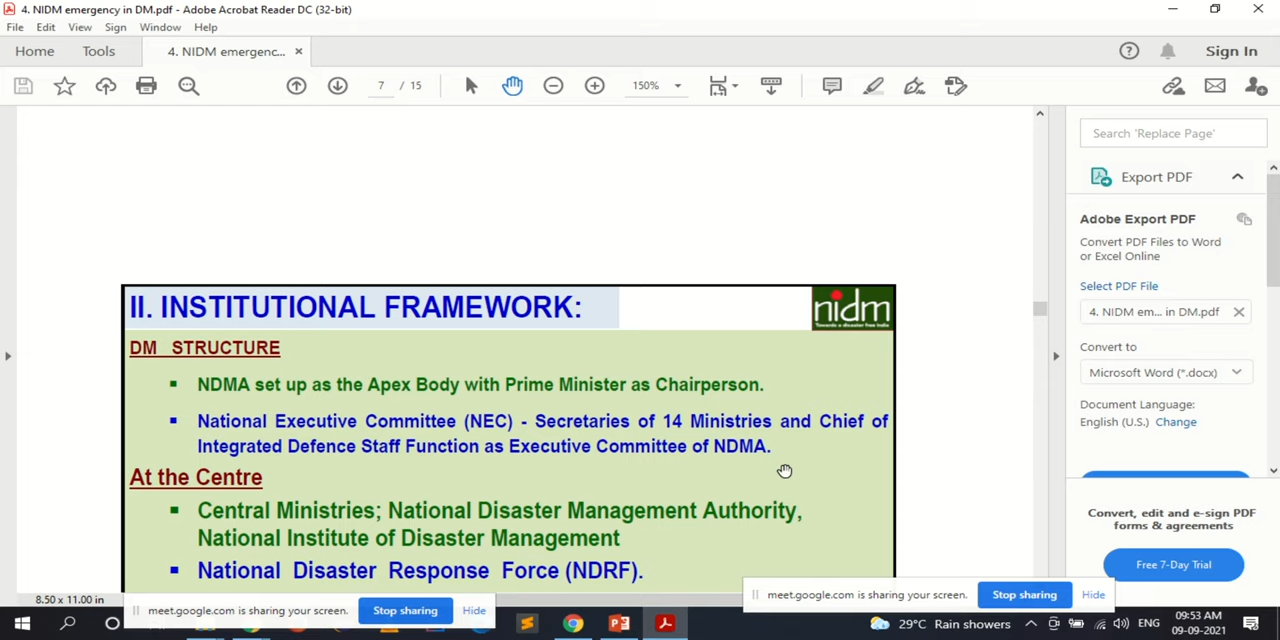 4. NIDM emergency in DM.pdf - Adobe Acrobat Reader DC (32-bit)
File Edit View Sign Window Help
Home Tools 4. NIDM emergenc... × Sign In
7 / 15 150%
Search 'Replace Page'
Export PDF
Adobe Export PDF
Convert PDF Files to Word
or Excel Online
Select PDF File
4. NIDM em... in DM.pdf
Convert to
Microsoft Word (*.docx)
Document Language:
English (U.S.) Change
Convert, edit and e-sign PDF
forms & agreements
Free 7-Day Trial
II. INSTITUTIONAL FRAMEWORK:
nidm
Towards a disaster free India
DM STRUCTURE
▪ NDMA set up as the Apex Body with Prime Minister as Chairperson.
▪ National Executive Committee (NEC) - Secretaries of 14 Ministries and Chief of
Integrated Defence Staff Function as Executive Committee of NDMA.
At the Centre
▪ Central Ministries; National Disaster Management Authority,
National Institute of Disaster Management
▪ National Disaster Response Force (NDRF).
8.50 x 11.00 in
meet.google.com is sharing your screen. Stop sharing Hide
meet.google.com is sharing your screen. Stop sharing Hide
29°C Rain showers ENG 09:53 AM
09-09-2021